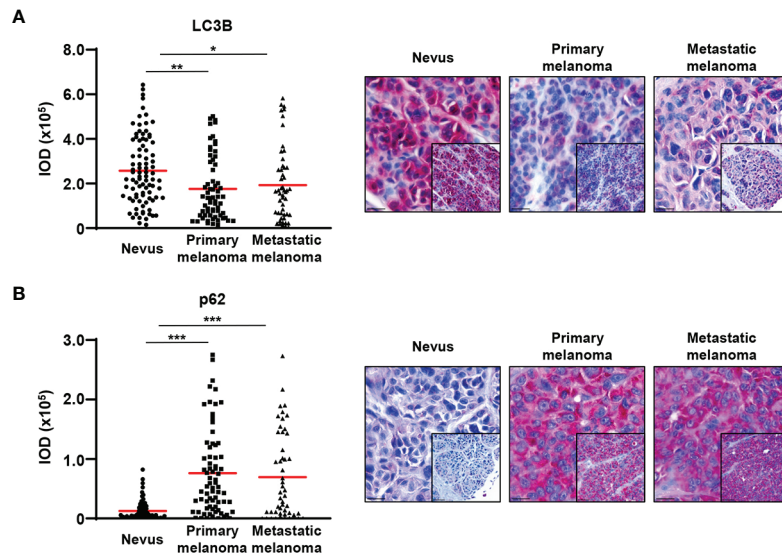 A
LC3B
IOD (x10⁵)
8.0
6.0
4.0
2.0
0
*
**
Nevus
Primary
melanoma
Metastatic
melanoma
Nevus
Primary
melanoma
Metastatic
melanoma
B
p62
IOD (x10⁵)
3.0
2.0
1.0
0.0
***
***
Nevus
Primary
melanoma
Metastatic
melanoma
Nevus
Primary
melanoma
Metastatic
melanoma